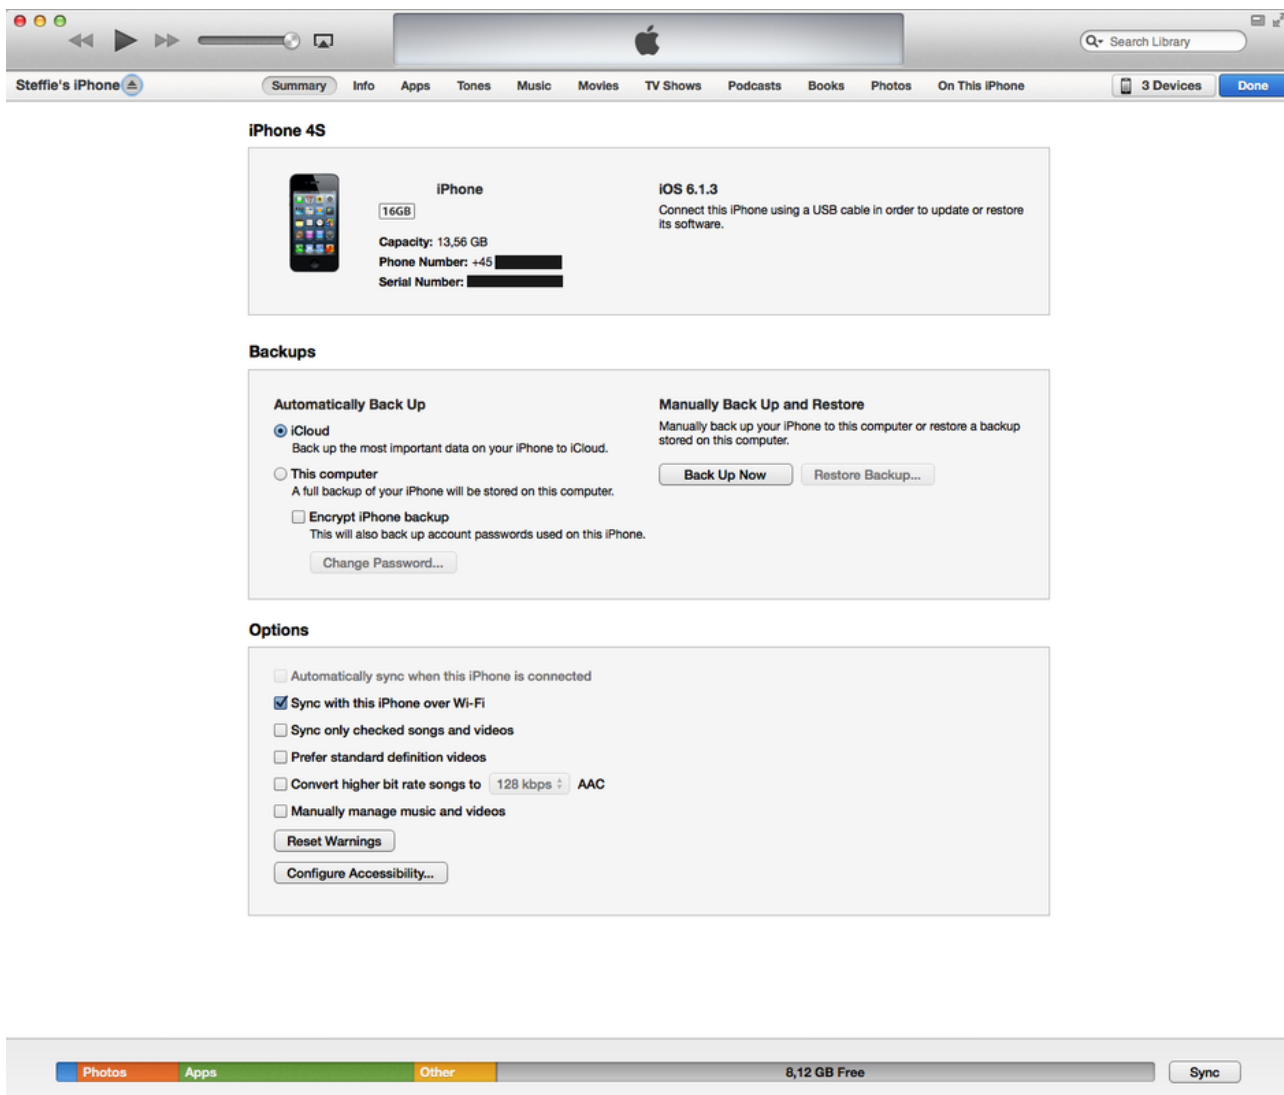 Search Library
Steffie's iPhone
Summary Info Apps Tones Music Movies TV Shows Podcasts Books Photos On This iPhone
3 Devices
Done
iPhone 4S
iPhone
16GB
Capacity: 13,56 GB
Phone Number: +45
Serial Number:
iOS 6.1.3
Connect this iPhone using a USB cable in order to update or restore
its software.
Backups
Automatically Back Up
iCloud
Back up the most important data on your iPhone to iCloud.
This computer
A full backup of your iPhone will be stored on this computer.
Encrypt iPhone backup
This will also back up account passwords used on this iPhone.
Change Password...
Manually Back Up and Restore
Manually back up your iPhone to this computer or restore a backup
stored on this computer.
Back Up Now
Restore Backup...
Options
Automatically sync when this iPhone is connected
Sync with this iPhone over Wi-Fi
Sync only checked songs and videos
Prefer standard definition videos
Convert higher bit rate songs to 128 kbps AAC
Manually manage music and videos
Reset Warnings
Configure Accessibility...
Photos Apps Other 8,12 GB Free
Sync